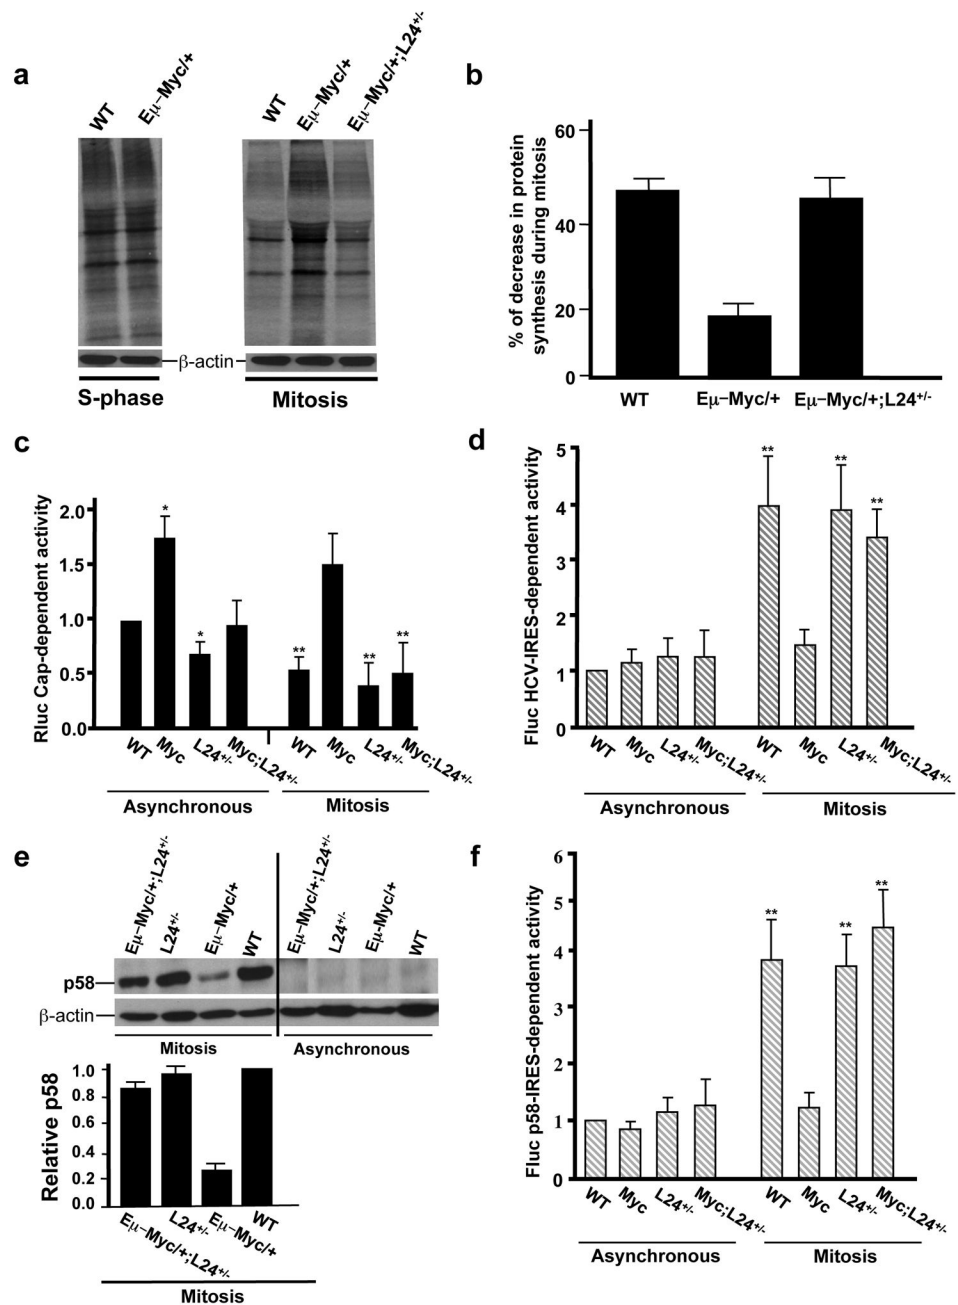 a
WT
Eμ–Myc/+
WT
Eμ–Myc/+
Eμ–Myc/+;L24+/-
β-actin
S-phase
Mitosis
b
% of decrease in protein
synthesis during mitosis
60
40
20
0
WT
Eμ–Myc/+
Eμ–Myc/+;L24+/-
c
Rluc Cap-dependent activity
2.0
1.5
1.0
0.5
0.0
*
*
**
**
**
WT
Myc
L24+/-
Myc;L24+/-
WT
Myc
L24+/-
Myc;L24+/-
Asynchronous
Mitosis
d
Fluc HCV-IRES-dependent activity
5
4
3
2
1
0
**
**
**
WT
Myc
L24+/-
Myc;L24+/-
WT
Myc
L24+/-
Myc;L24+/-
Asynchronous
Mitosis
e
Eμ–Myc/+;L24+/-
L24+/-
Eμ–Myc/+
WT
Eμ–Myc/+;L24+/-
L24+/-
Eμ-Myc/+
WT
p58
β-actin
Mitosis
Asynchronous
Relative p58
1.0
0.8
0.6
0.4
0.2
0.0
Eμ–Myc/+;L24+/-
L24+/-
Eμ–Myc/+
WT
Mitosis
f
Fluc p58-IRES-dependent activity
6
5
4
3
2
1
0
**
**
**
WT
Myc
L24+/-
Myc;L24+/-
WT
Myc
L24+/-
Myc;L24+/-
Asynchronous
Mitosis